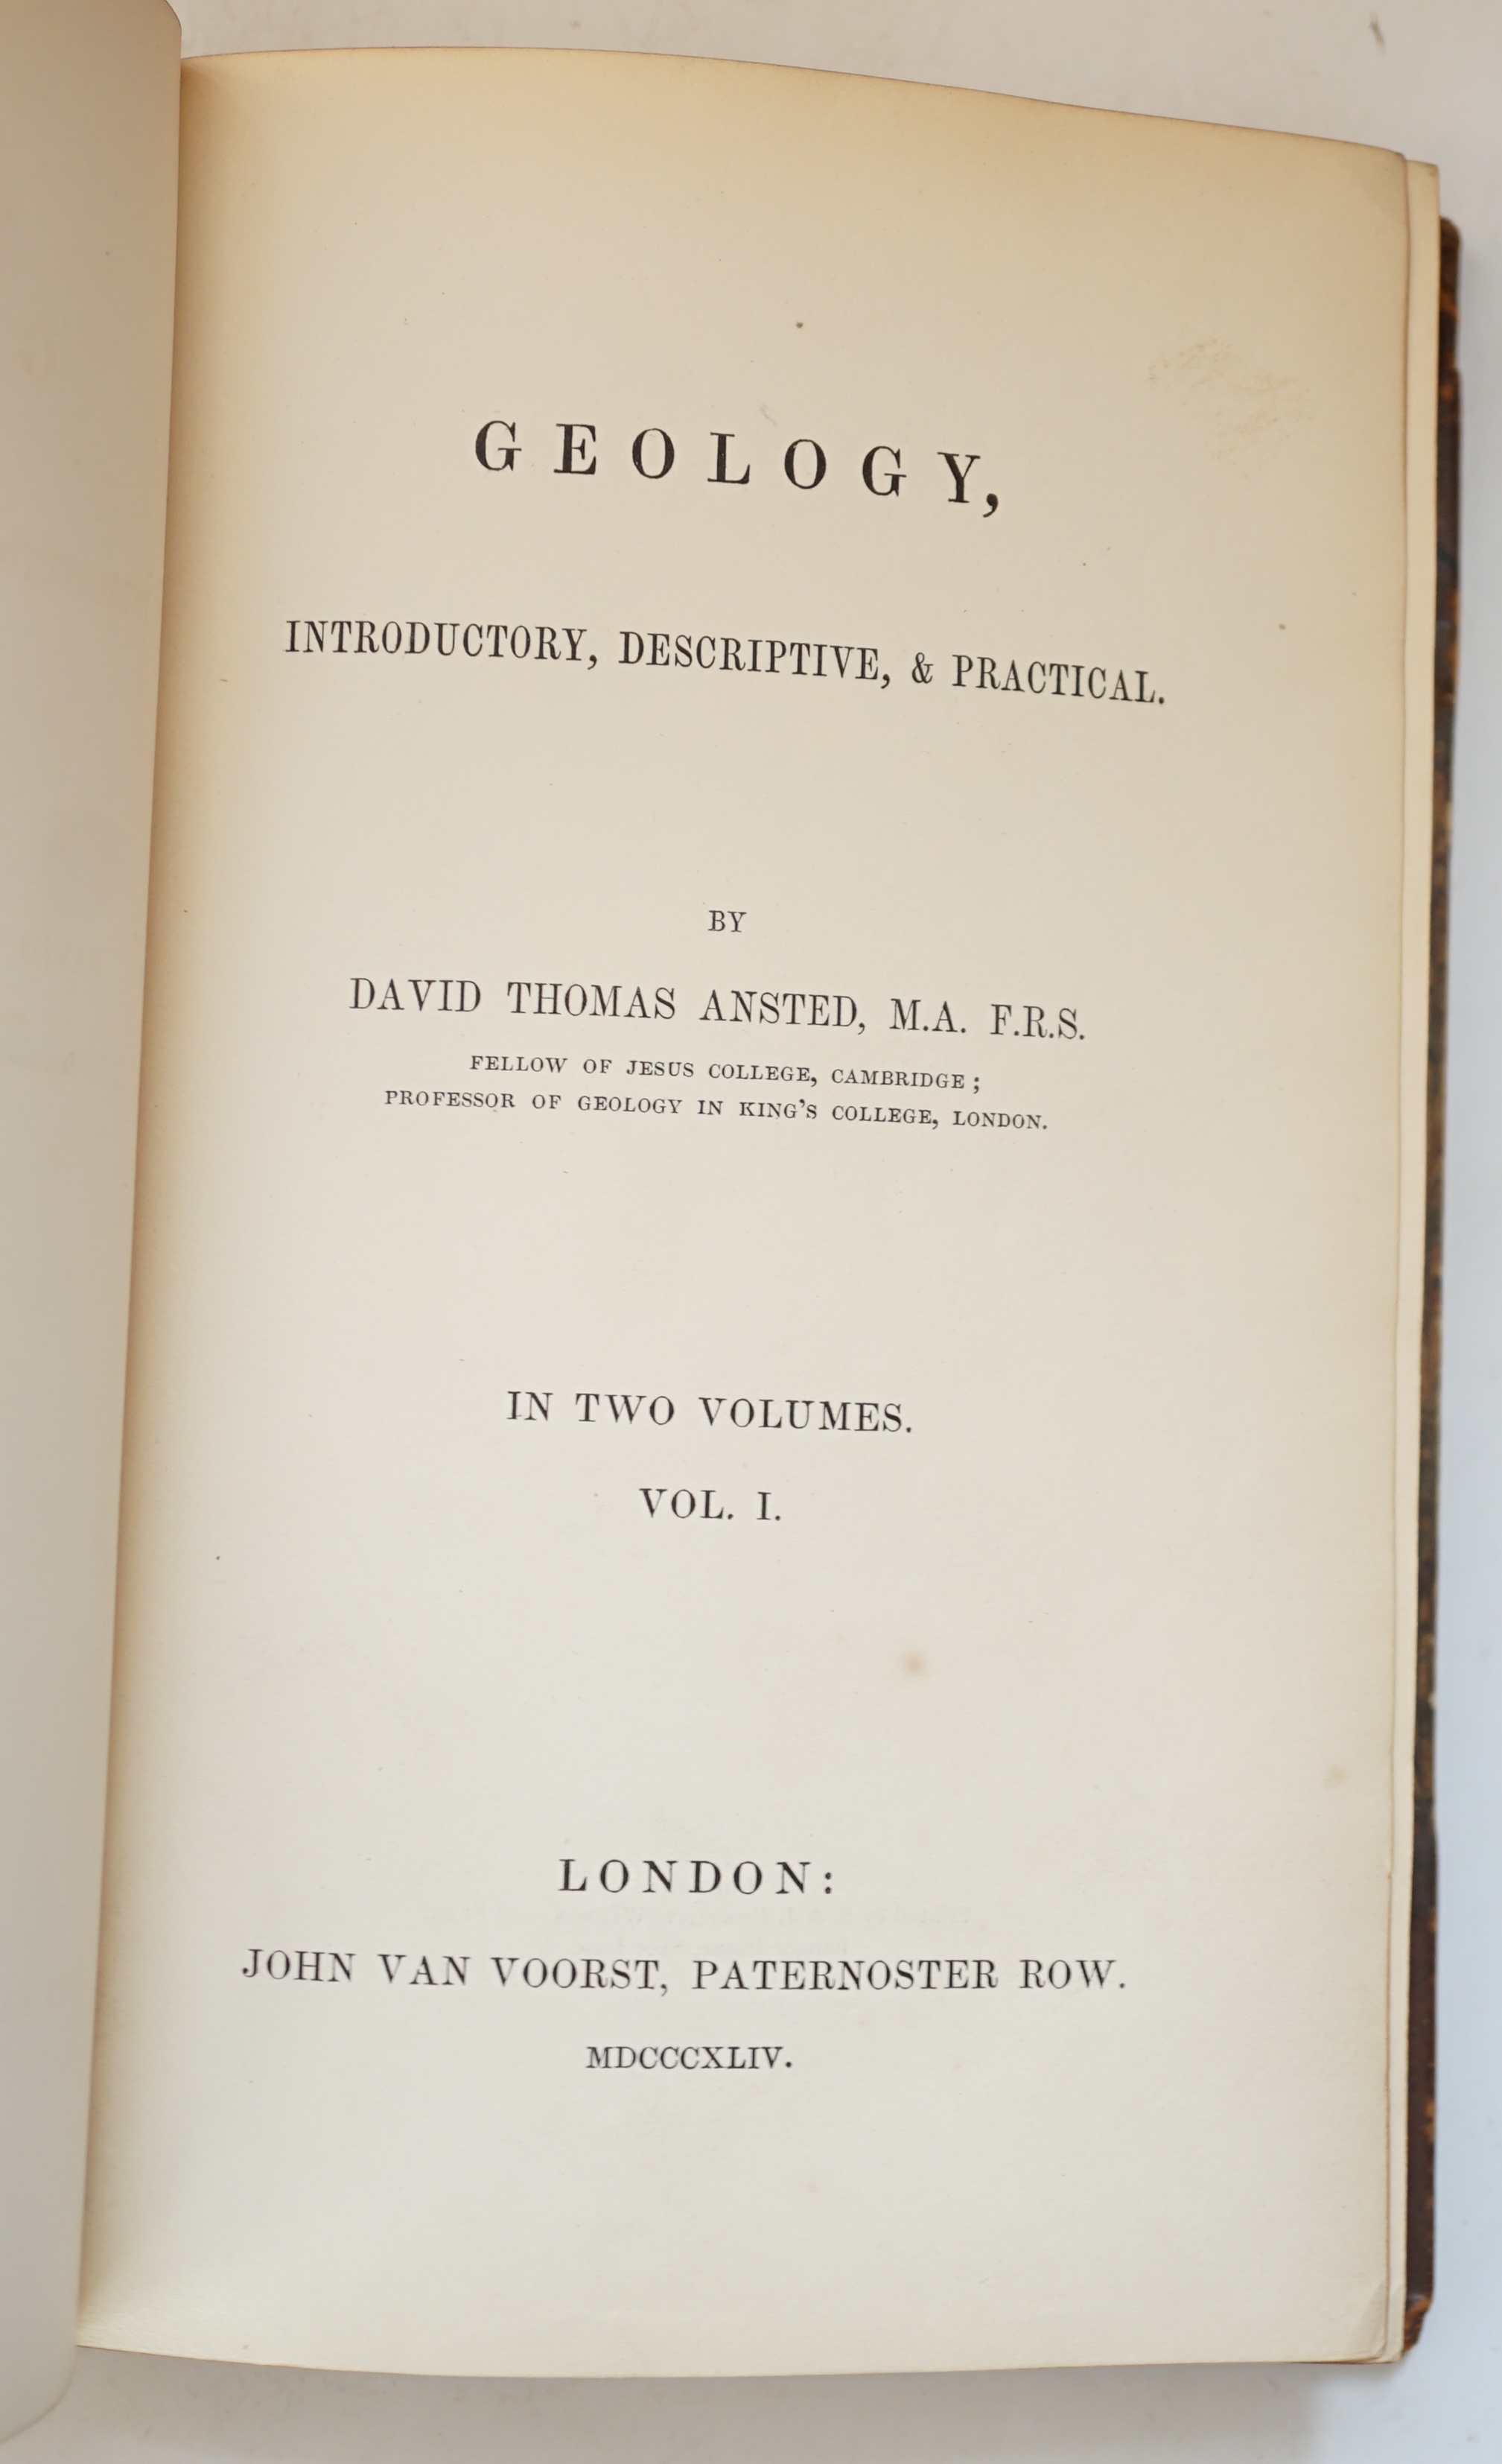 GEOLOGY,
INTRODUCTORY, DESCRIPTIVE, & PRACTICAL.
BY
DAVID THOMAS ANSTED, M.A. F.R.S.
FELLOW OF JESUS COLLEGE, CAMBRIDGE ;
PROFESSOR OF GEOLOGY IN KING'S COLLEGE, LONDON.
IN TWO VOLUMES.
VOL. I.
LONDON:
JOHN VAN VOORST, PATERNOSTER ROW.
MDCCCXLIV.